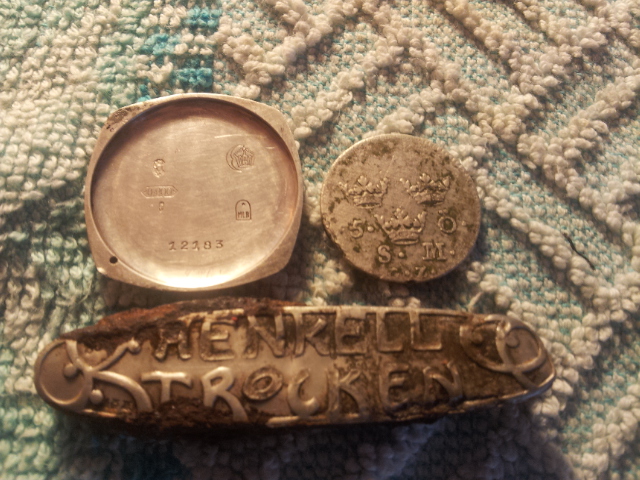 12183
5. Ö
S. M.
HENKELL
TROCKEN